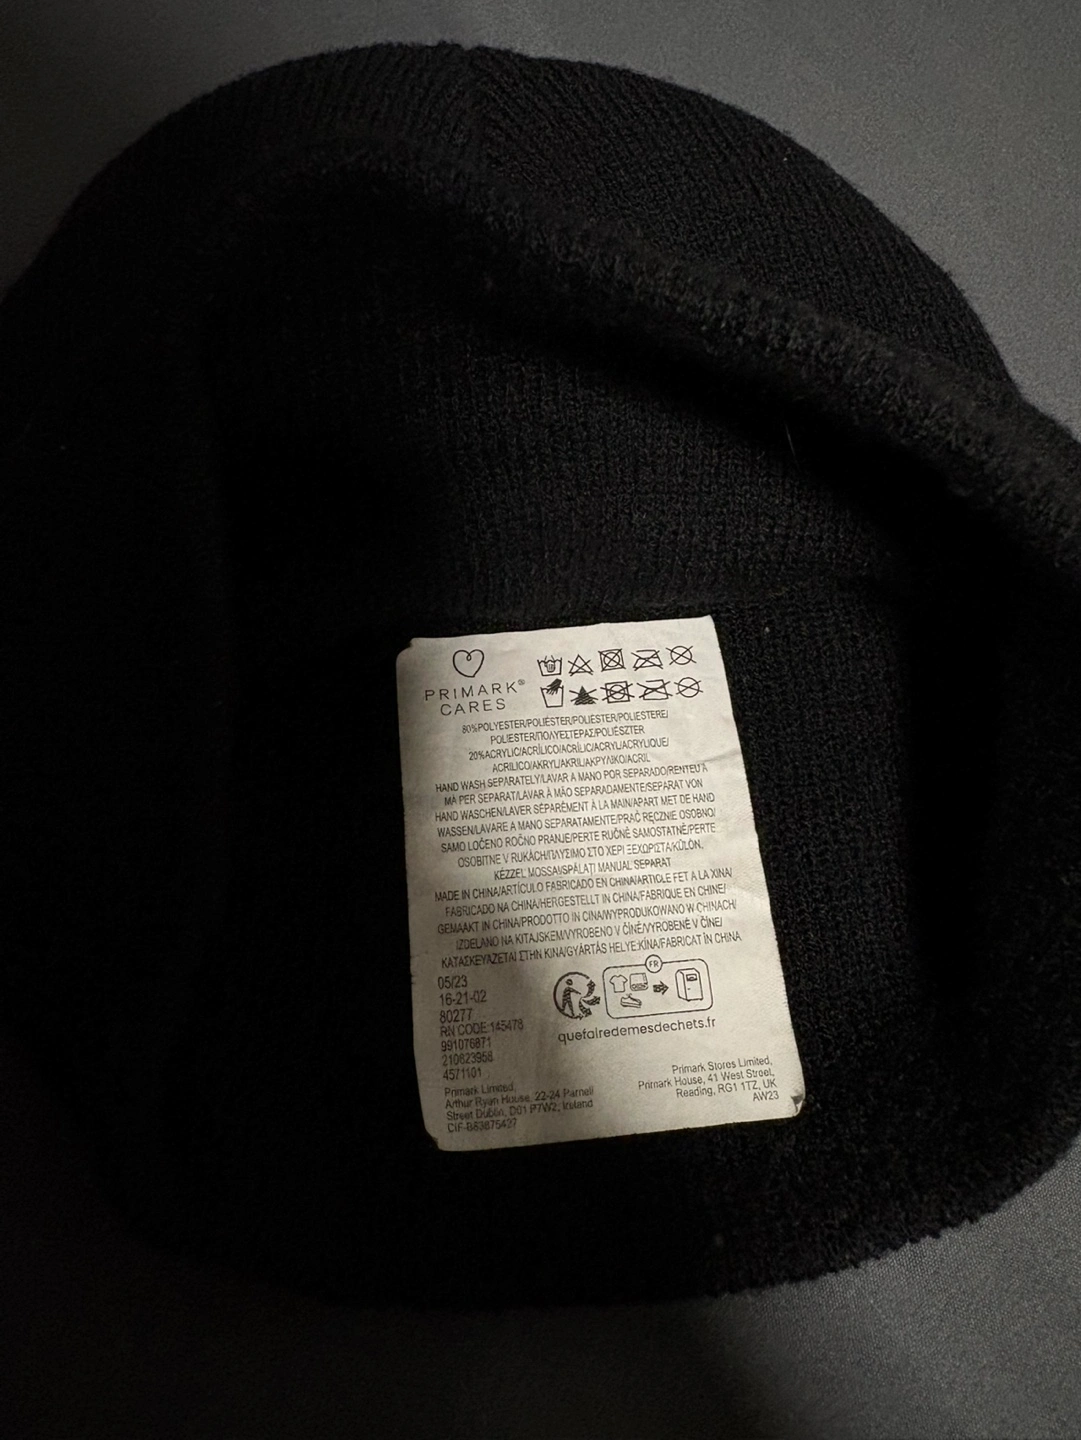 PRIMARK®
CARES
80%POLYESTER/POLIÉSTER/POLIESTER/POLIESTERE/
POLIESTER/ΠΟΛΥΕΣΤΕΡΑΣ/POLIÉSZTER
20%ACRYLIC/ACRÍLICO/ACRÍLIC/ACRYL/ACRYLIQUE/
ACRILICO/AKRYL/AKRIL/ΑΚΡΥΛΙΚΟ/ACRIL
HAND WASH SEPARATELY/LAVAR A MANO POR SEPARADO/RENTEU A
MÀ PER SEPARAT/LAVAR À MÃO SEPARADAMENTE/SEPARAT VON
HAND WASCHEN/LAVER SÉPARÉMENT À LA MAIN/APART MET DE HAND
WASSEN/LAVARE A MANO SEPARATAMENTE/PRAĆ RĘCZNIE OSOBNO/
SAMO LOČENO ROČNO PRANJE/PERTE RUČNĚ SAMOSTATNĚ/PERTE
OSOBITNE V RUKÁCH/ΠΛΥΣΙΜΟ ΣΤΟ ΧΕΡΙ ΞΕΧΩΡΙΣΤΑ/KÜLÖN,
KÉZZEL MOSSA/SPĂLAȚI MANUAL SEPARAT
MADE IN CHINA/ARTÍCULO FABRICADO EN CHINA/ARTICLE FET A LA XINA/
FABRICADO NA CHINA/HERGESTELLT IN CHINA/FABRIQUE EN CHINE/
GEMAAKT IN CHINA/PRODOTTO IN CINA/WYPRODUKOWANO W CHINACH/
IZDELANO NA KITAJSKEM/VYROBENO V ČÍNĚ/VYROBENÉ V ČÍNE/
ΚΑΤΑΣΚΕΥΑΖΕΤΑΙ ΣΤΗΝ ΚΙΝΑ/GYÁRTÁS HELYE:KÍNA/FABRICAT ÎN CHINA
05/23
16-21-02
80277
RN CODE:145478
991076871
210823958
4571101
FR
quefairedemesdechets.fr
Primark Limited,
Arthur Ryan House, 22-24 Parnell
Street Dublin, D01 P7W2, Ireland
CIF-B83875427
Primark Stores Limited,
Primark House, 41 West Street,
Reading, RG1 1TZ, UK
AW23